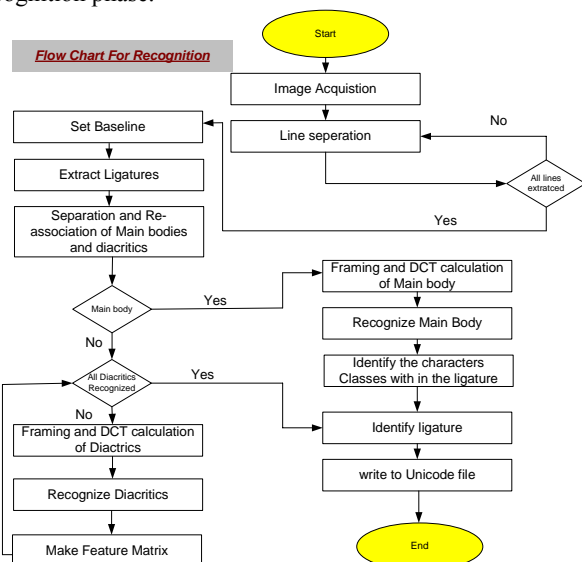 ognition phase.
Start
Flow Chart For Recognition
Image Acquistion
No
Set Baseline
Line seperation
All lines
extratced
Extract Ligatures
Yes
Separation and Re-
association of Main bodies
and diacritics
Framing and DCT calculation
of Main body
Yes
Main body
Recognize Main Body
No
Identify the characters
Classes with in the ligature
All Diacritics
Recognized
Yes
No
Framing and DCT calculation
of Diactrics
Identify ligature
write to Unicode file
Recognize Diacritics
Make Feature Matrix
End